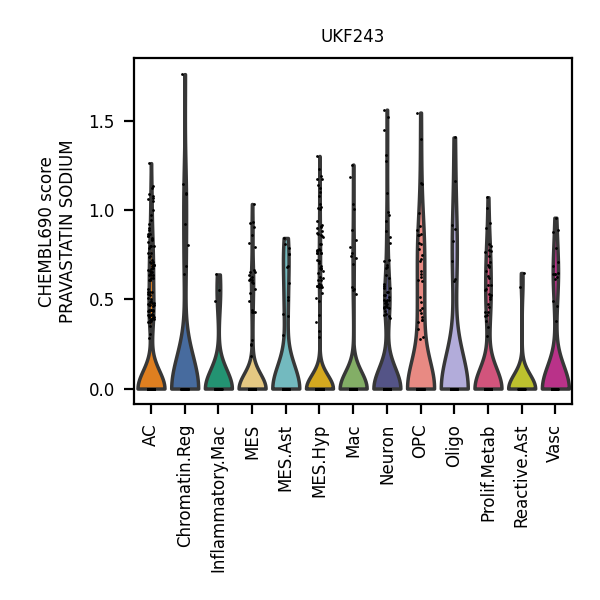 UKF243
CHEMBL690 score
PRAVASTATIN SODIUM
1.5
1.0
0.5
0.0
AC
Chromatin.Reg
Inflammatory.Mac
MES
MES.Ast
MES.Hyp
Mac
Neuron
OPC
Oligo
Prolif.Metab
Reactive.Ast
Vasc